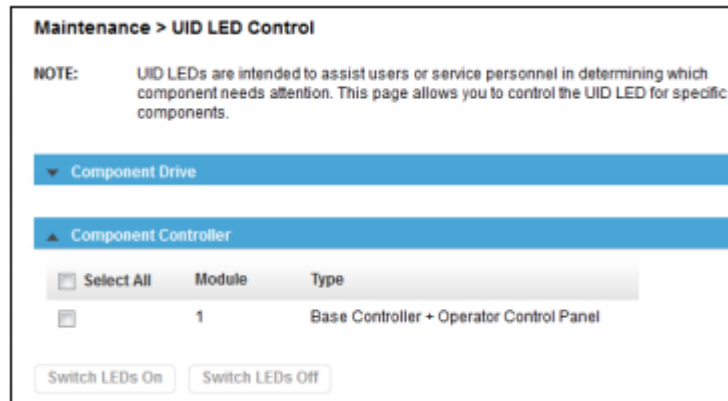 Maintenance > UID LED Control
NOTE: UID LEDs are intended to assist users or service personnel in determining which
component needs attention. This page allows you to control the UID LED for specific
components.
Component Drive
Component Controller
Select All Module Type
1 Base Controller + Operator Control Panel
Switch LEDs On Switch LEDs Off